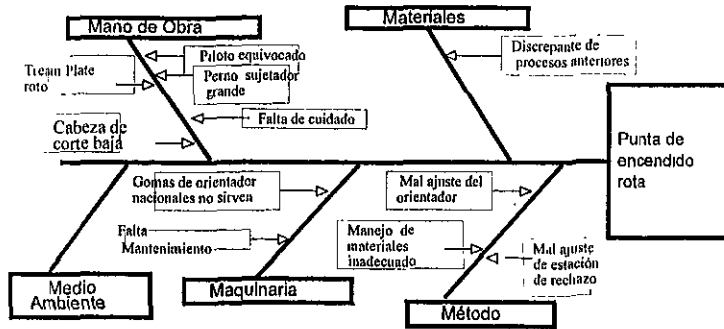 Mano de Obra
Materiales
Piloto equivocado
Discrepante de
procesos anteriores
Tream Plate
roto
Perno sujetador
grande
Falta de cuidado
Cabeza de
corte baja
Punta de
encendido
rota
Gomas de orientador
nacionales no sirven
Mal ajuste del
orientador
Falta
Mantenimiento
Manejo de
materiales
inadecuado
Mal ajuste
de estación
de rechazo
Medio
Ambiente
Maquinaria
Método